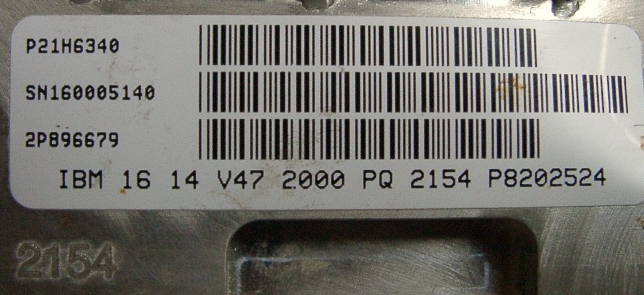 P21H6340
SN160005140
2P896679
IBM 16 14 V47 2000 PQ 2154 P8202524
2154